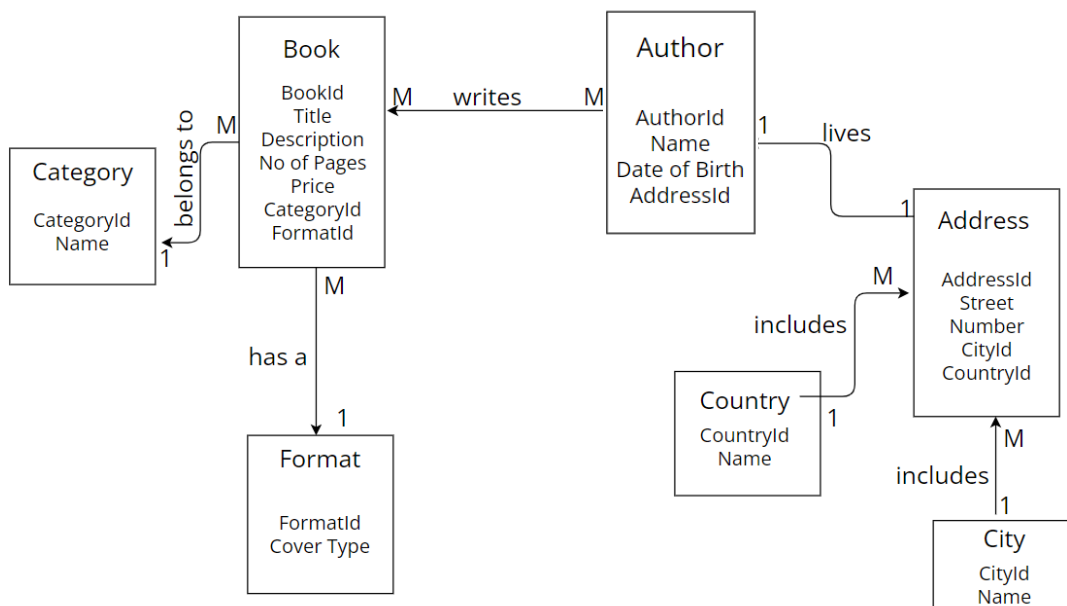 Book
BookId
Title
Description
No of Pages
Price
CategoryId
FormatId
M
writes
M
Author
AuthorId
Name
Date of Birth
AddressId
1
lives
1
Address
AddressId
Street
Number
CityId
CountryId
M
belongs to
1
Category
CategoryId
Name
M
has a
1
Format
FormatId
Cover Type
M
includes
1
Country
CountryId
Name
M
includes
1
City
CityId
Name